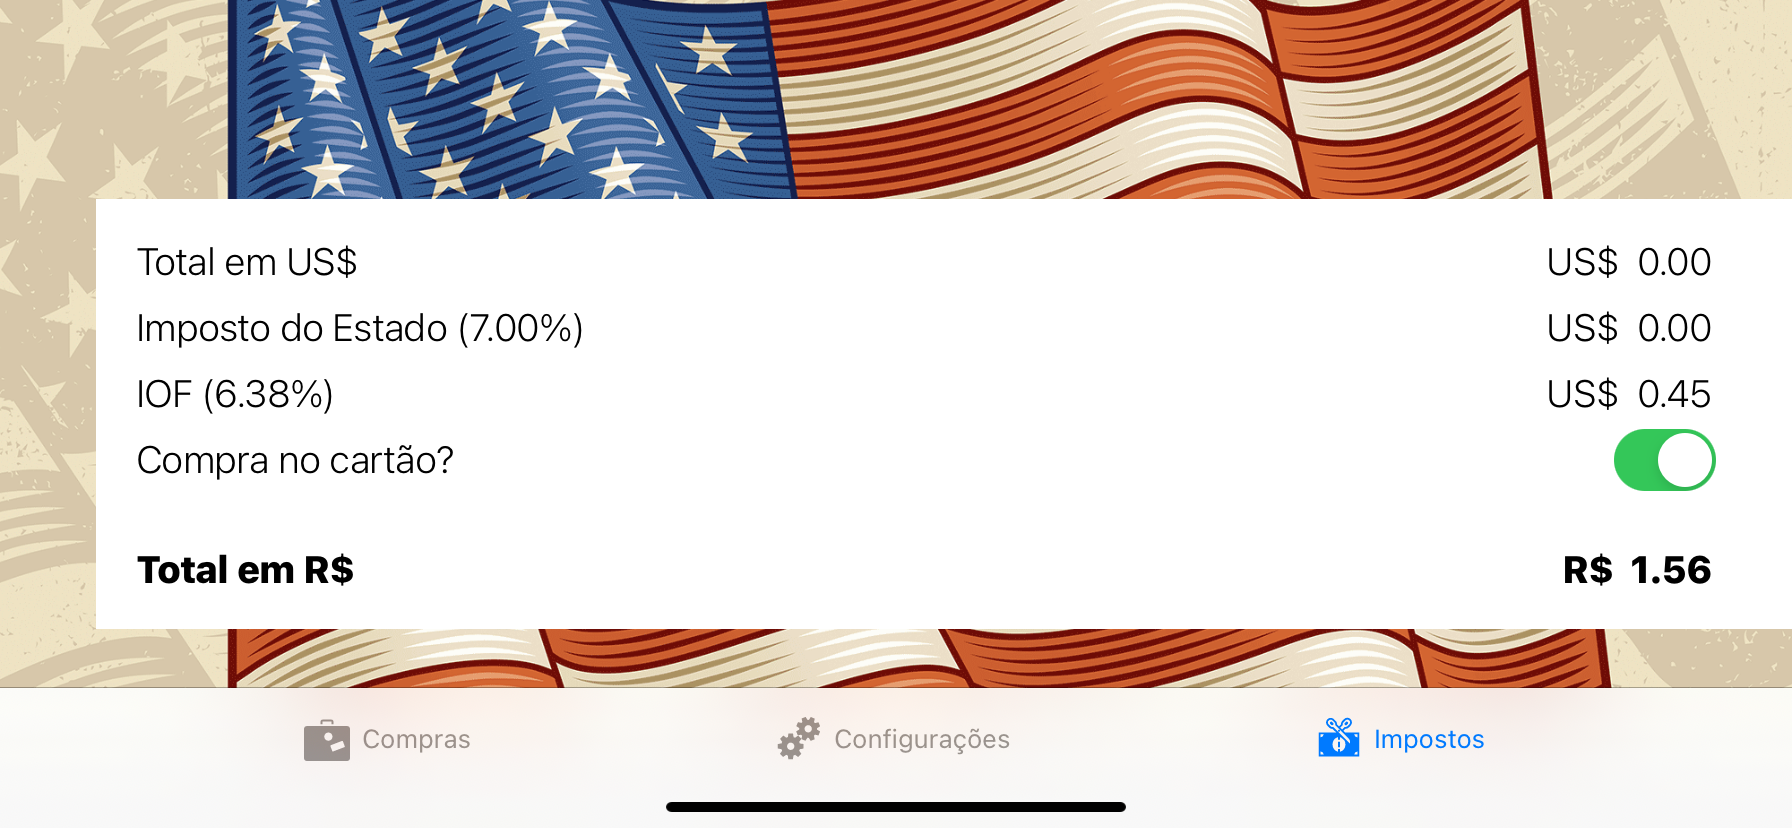 Total em US$ US$ 0.00
Imposto do Estado (7.00%) US$ 0.00
IOF (6.38%) US$ 0.45
Compra no cartão?
Total em R$ R$ 1.56
Compras Configurações Impostos